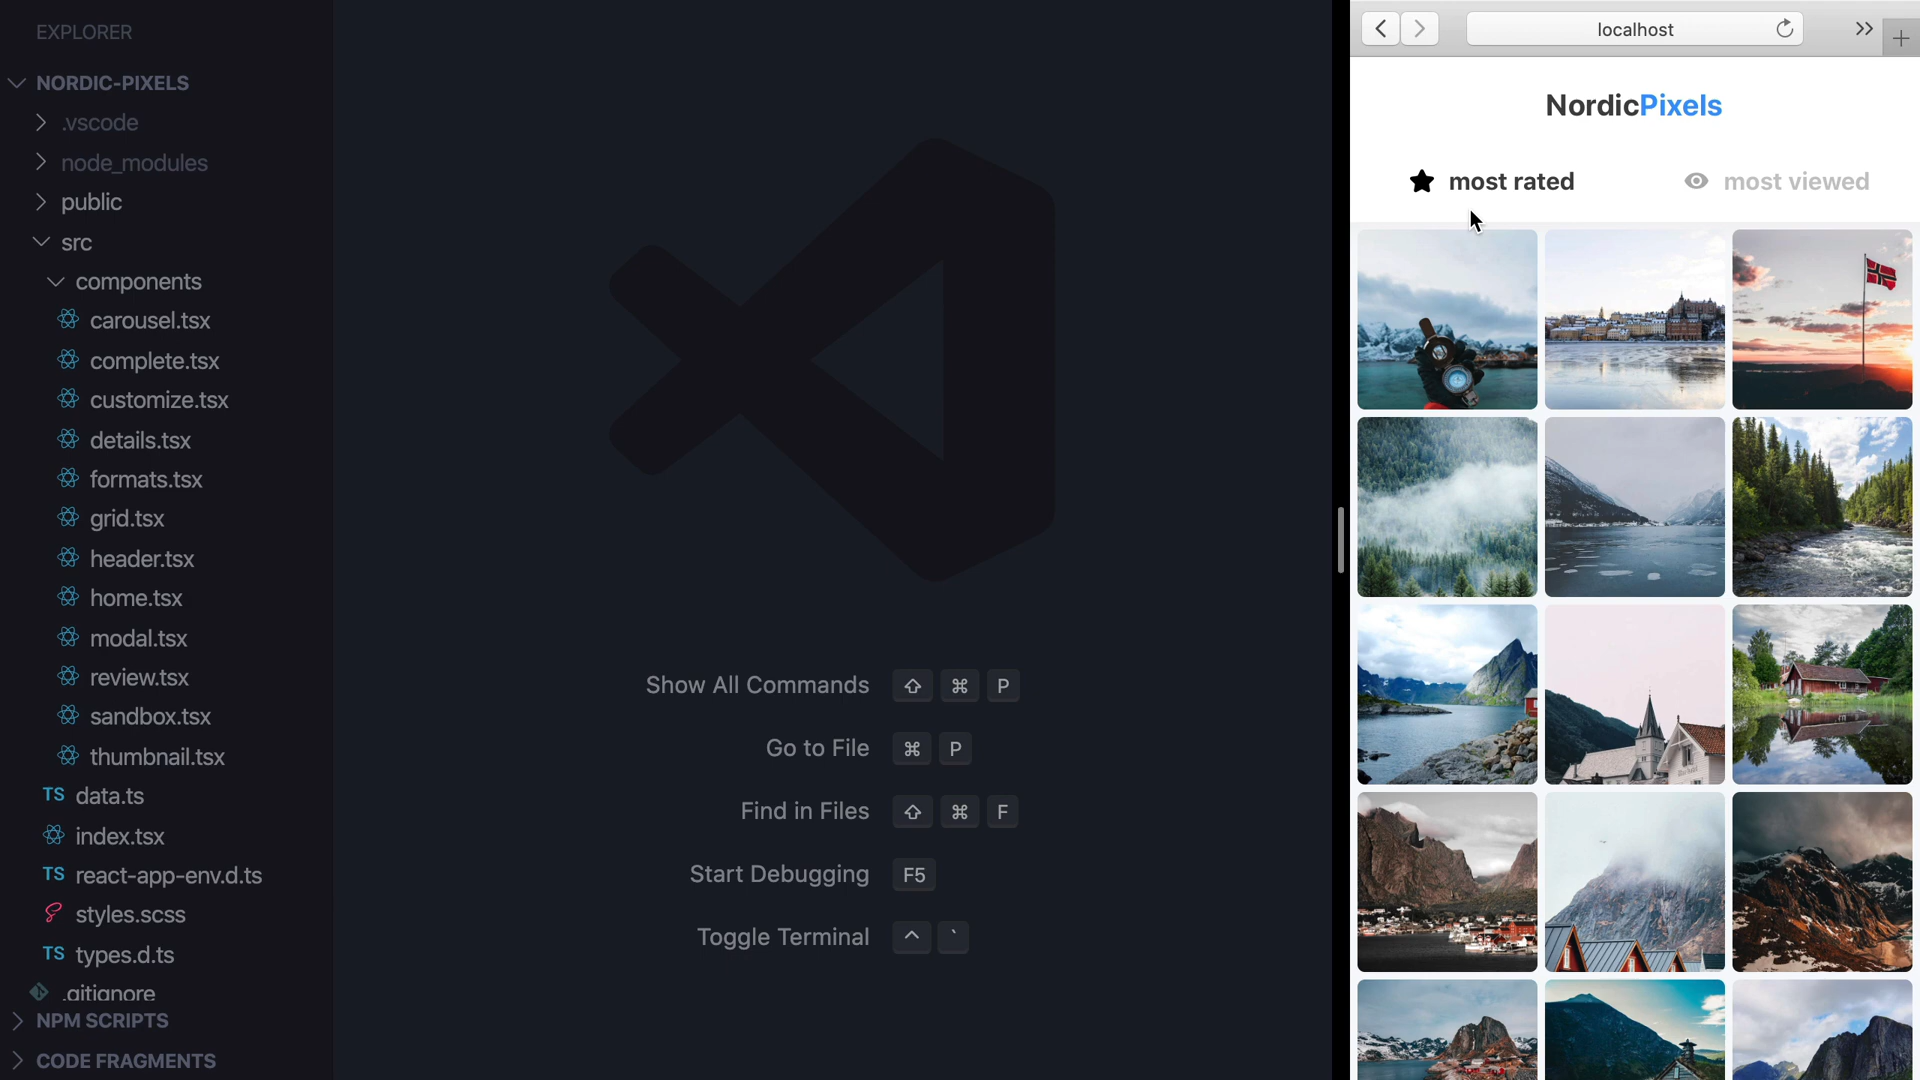 EXPLORER
NORDIC-PIXELS
.vscode
node_modules
public
src
components
carousel.tsx
complete.tsx
customize.tsx
details.tsx
formats.tsx
grid.tsx
header.tsx
home.tsx
modal.tsx
review.tsx
sandbox.tsx
thumbnail.tsx
TS data.ts
index.tsx
TS react-app-env.d.ts
styles.scss
TS types.d.ts
.gitignore
NPM SCRIPTS
CODE FRAGMENTS
Show All Commands ⇧ ⌘ P
Go to File ⌘ P
Find in Files ⇧ ⌘ F
Start Debugging F5
Toggle Terminal ^ `
localhost
NordicPixels
most rated
most viewed